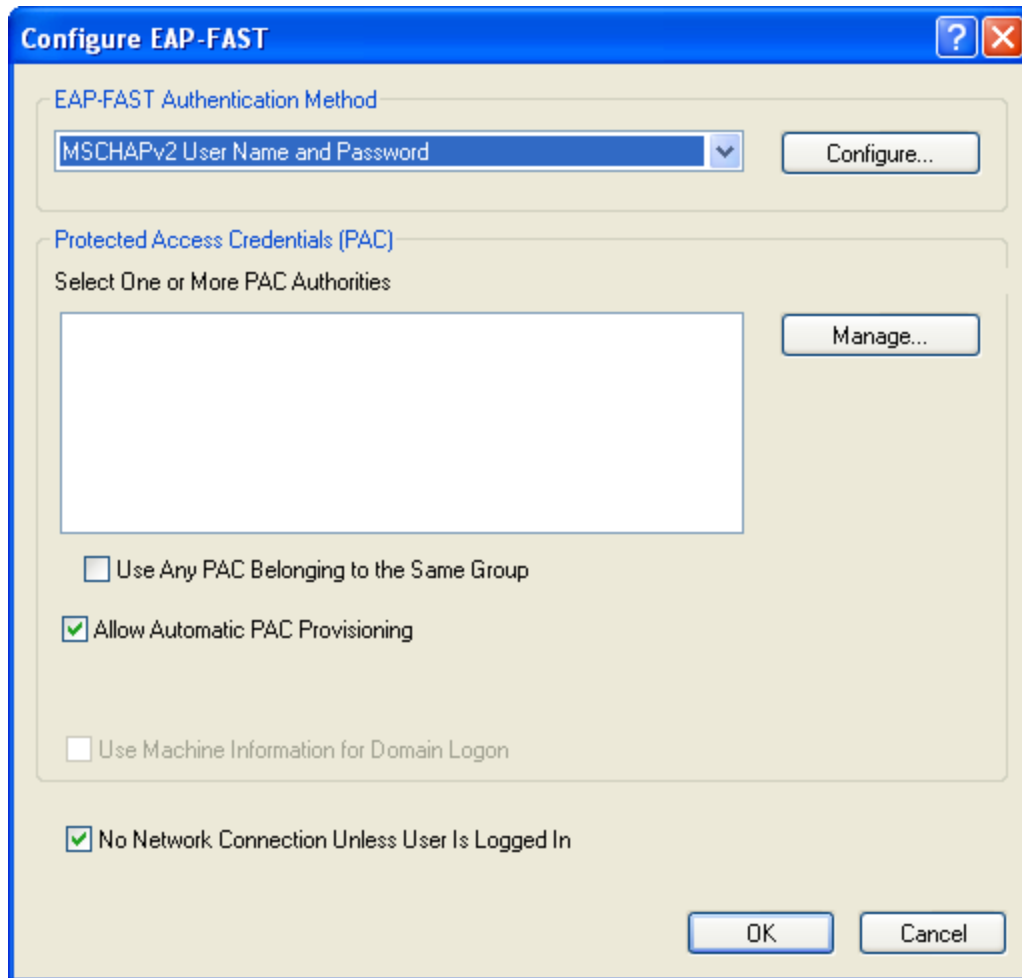 Configure EAP-FAST
EAP-FAST Authentication Method
MSCHAPv2 User Name and Password
Configure...
Protected Access Credentials (PAC)
Select One or More PAC Authorities
Manage...
Use Any PAC Belonging to the Same Group
Allow Automatic PAC Provisioning
Use Machine Information for Domain Logon
No Network Connection Unless User Is Logged In
OK
Cancel